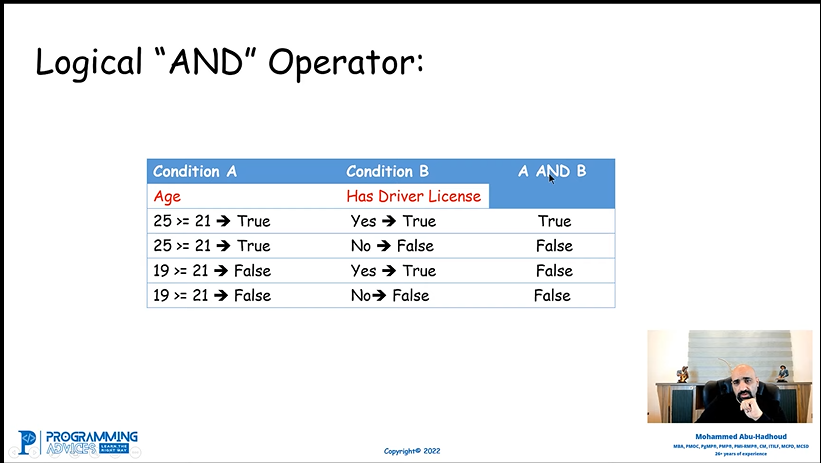 Logical “AND” Operator:
Condition A Condition B A AND B
Age Has Driver License
25 >= 21 ➔ True Yes ➔ True True
25 >= 21 ➔ True No ➔ False False
19 >= 21 ➔ False Yes ➔ True False
19 >= 21 ➔ False No➔ False False
PROGRAMMING
ADVICES LEARN THE RIGHT WAY
Copyright© 2022
Mohammed Abu-Hadhoud
MBA, PMOC, PgMP®, PMP®, PMI-RMP®, CM, ITILF, MCPD, MCSD
26+ years of experience